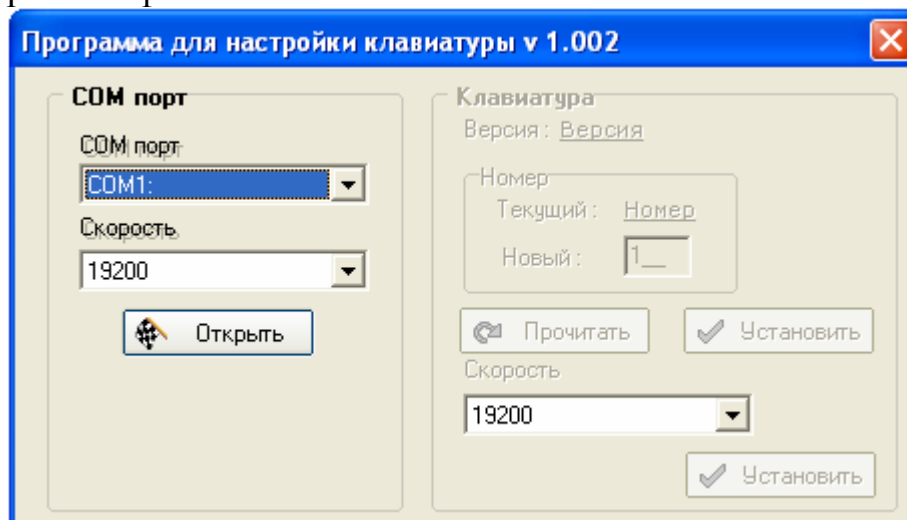 Программа для настройки клавиатуры v 1.002
COM порт
COM порт
COM1:
Скорость
19200
Открыть
Клавиатура
Версия : Версия
Номер
Текущий : Номер
Новый : 1__
Прочитать
Установить
Скорость
19200
Установить